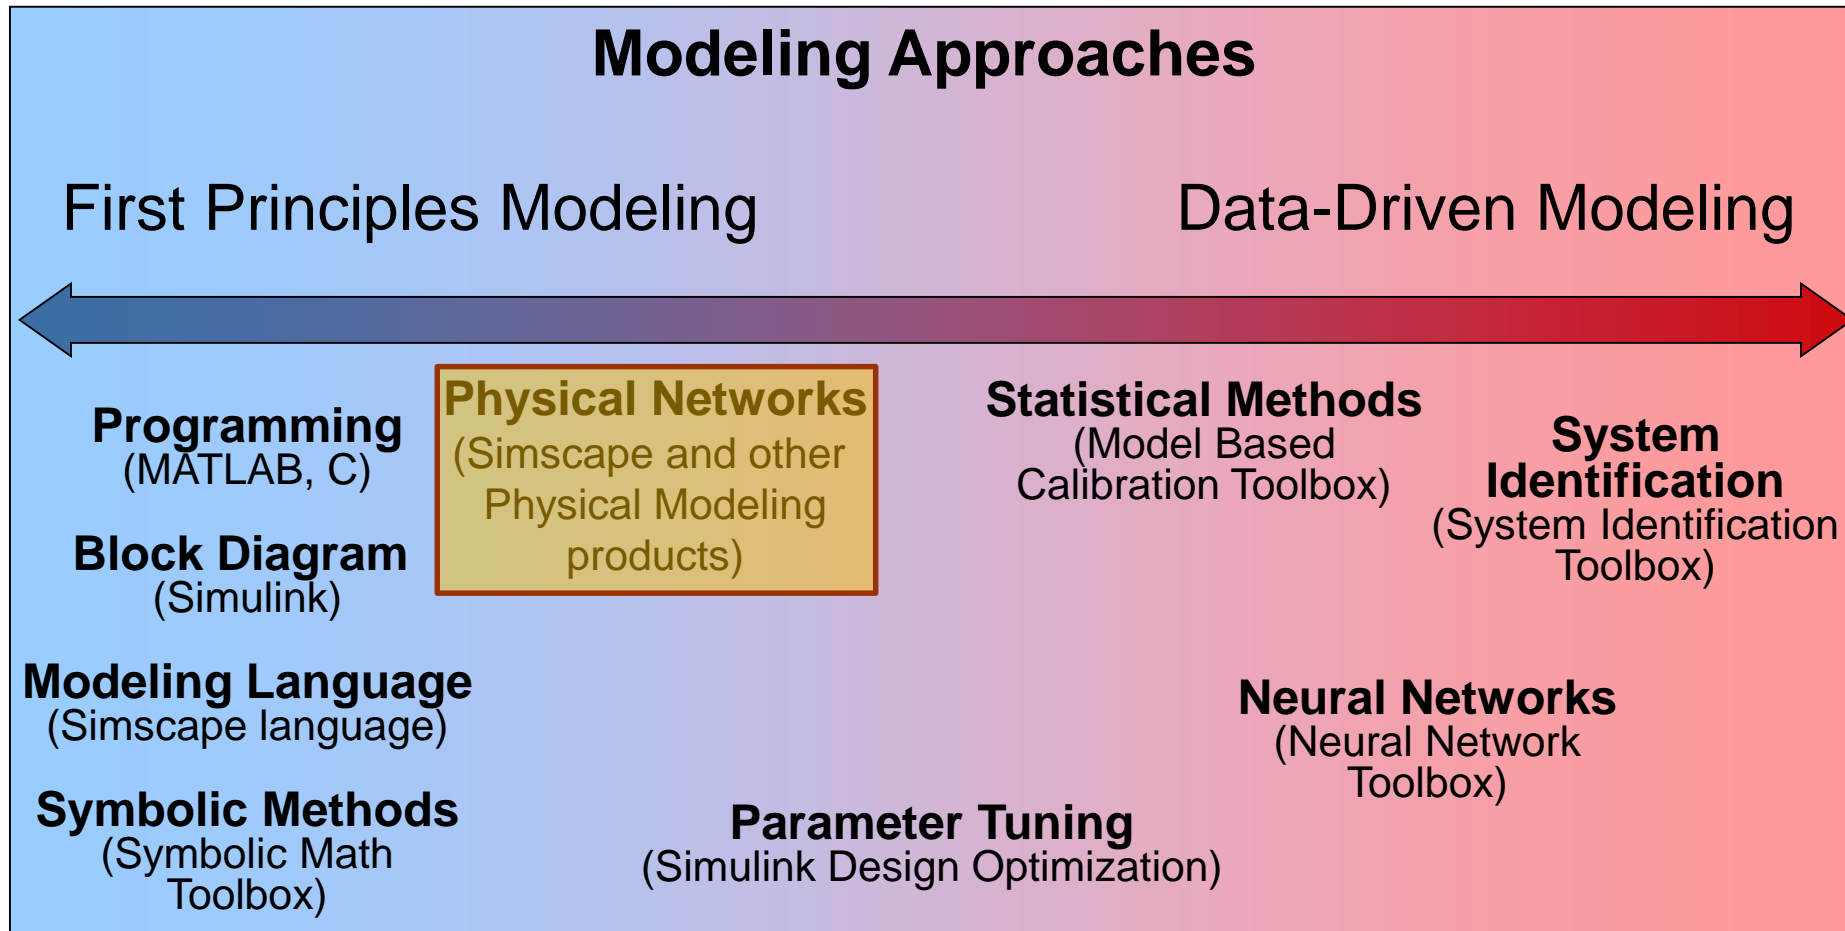 Modeling Approaches
First Principles Modeling
Data-Driven Modeling
Programming
(MATLAB, C)
Block Diagram
(Simulink)
Modeling Language
(Simscape language)
Symbolic Methods
(Symbolic Math
Toolbox)
Physical Networks
(Simscape and other
Physical Modeling
products)
Parameter Tuning
(Simulink Design Optimization)
Statistical Methods
(Model Based
Calibration Toolbox)
Neural Networks
(Neural Network
Toolbox)
System
Identification
(System Identification
Toolbox)